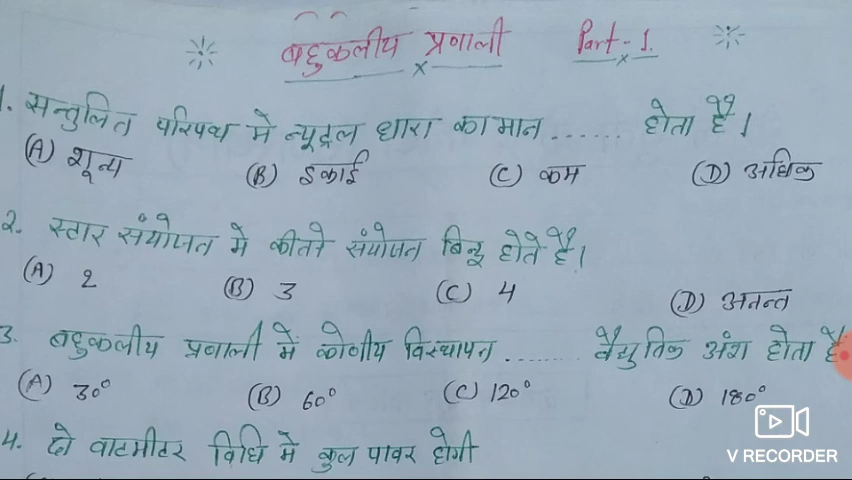 बहुकलीय प्रणाली Part-1.
1. सन्तुलित परिपथ मे न्यूट्रल धारा का मान ...... होता है।
(A) शून्य (B) इकाई (C) कम (D) अधिक
2. स्टार संयोजन मे कीतने संयोजन बिन्दू होते है।
(A) 2 (B) 3 (C) 4 (D) अनन्त
3. बहुकलीय प्रणाली में कोणीय विस्थापन ........ वैद्युतिक अंश होता है
(A) 30° (B) 60° (C) 120° (D) 180°
4. दो वाटमीटर विधि मे कुल पावर होगी
V RECORDER